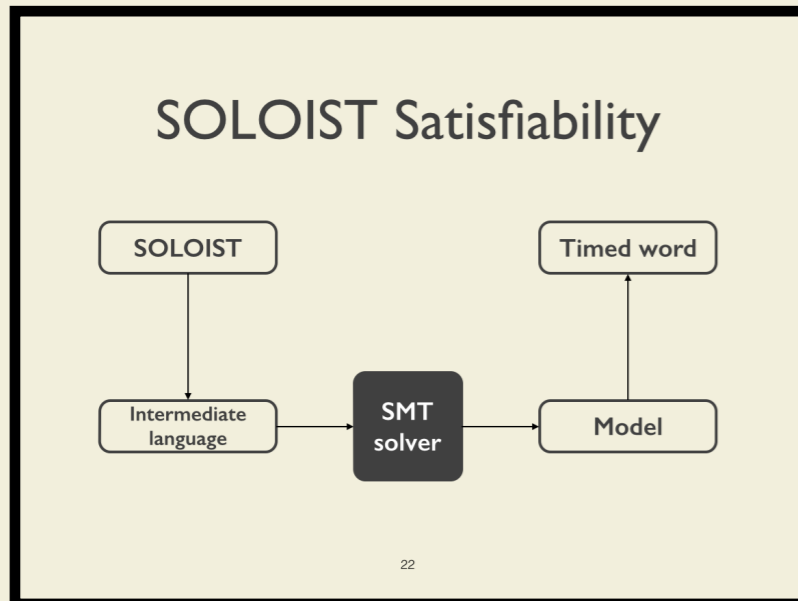 SOLOIST Satisfiability
SOLOIST
Timed word
Intermediate
language
SMT
solver
Model
22